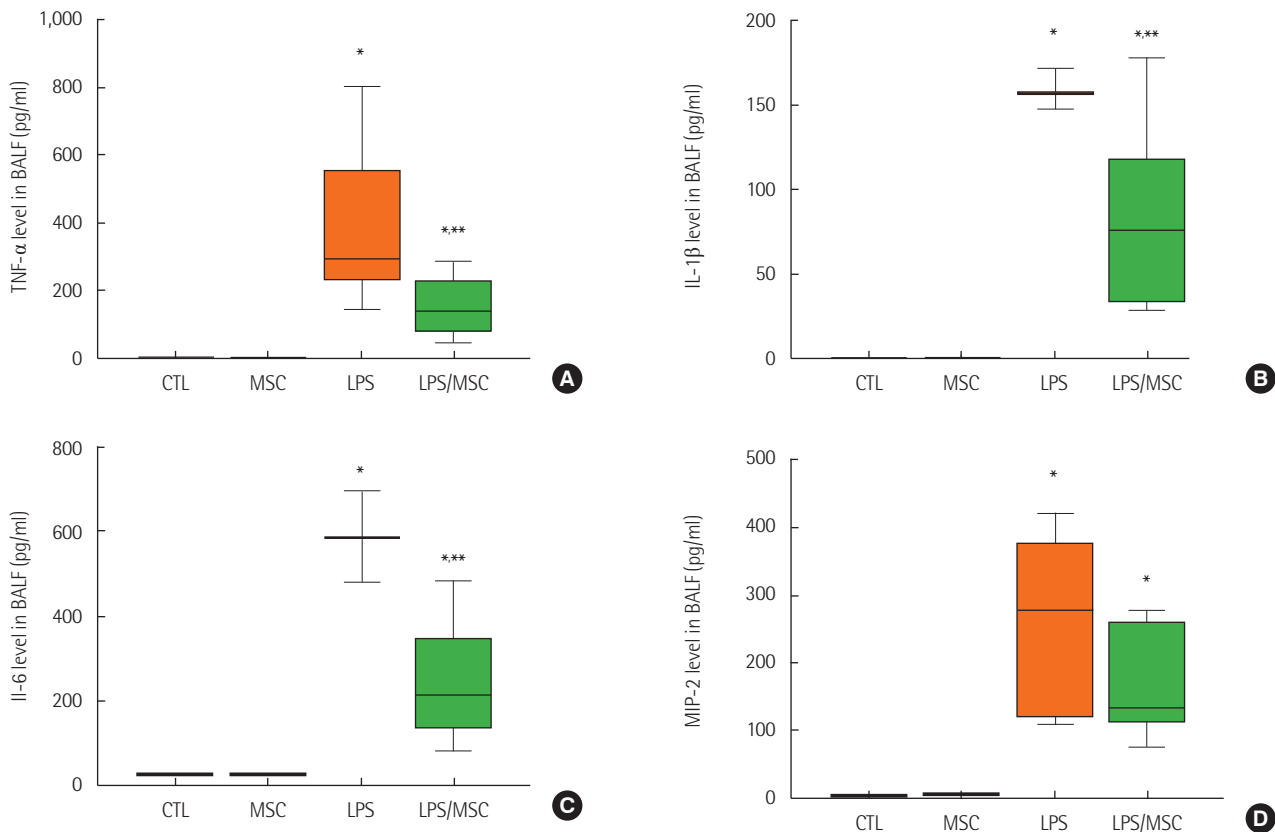 1,000
800
600
400
200
0
TNF-α level in BALF (pg/ml)
*
*,**
CTL MSC LPS LPS/MSC
A
200
150
100
50
0
IL-1β level in BALF (pg/ml)
*
*,**
CTL MSC LPS LPS/MSC
B
800
600
400
200
0
Il-6 level in BALF (pg/ml)
*
*,**
CTL MSC LPS LPS/MSC
C
500
400
300
200
100
0
MIP-2 level in BALF (pg/ml)
*
*
CTL MSC LPS LPS/MSC
D